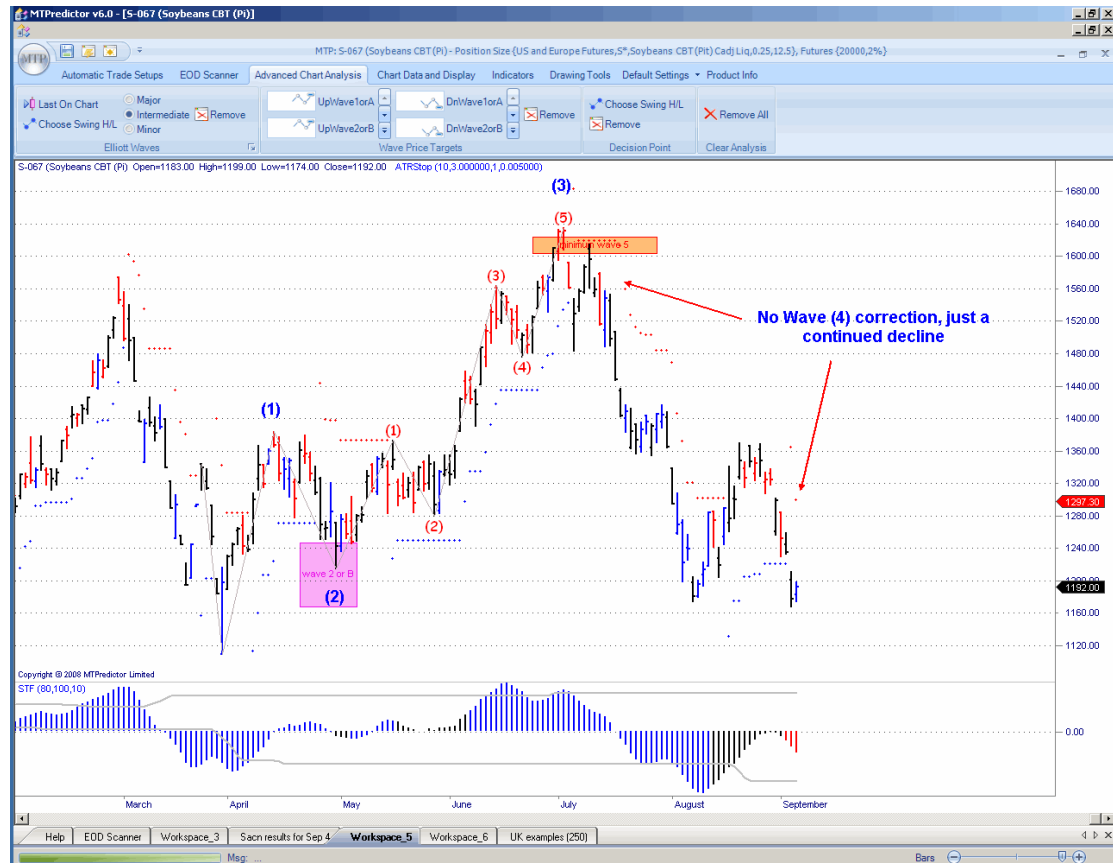 MTPredictor v6.0 - [S-067 (Soybeans CBT (Pi)]
MTP: S-067 (Soybeans CBT (Pi) - Position Size {US and Europe Futures,S*,Soybeans CBT (Pit) Cadj Liq,0.25,12.5}, Futures {20000,2%}
MTP
Automatic Trade Setups EOD Scanner Advanced Chart Analysis Chart Data and Display Indicators Drawing Tools Default Settings Product Info
Last On Chart
Choose Swing H/L
Major
Intermediate
Minor
Remove
Elliott Waves
UpWave1orA
UpWave2orB
DnWave1orA
DnWave2orB
Remove
Wave Price Targets
Choose Swing H/L
Remove
Decision Point
Remove All
Clear Analysis
S-067 (Soybeans CBT (Pi) Open=1183.00 High=1199.00 Low=1174.00 Close=1192.00 ATRStop (10,3.000000,1,0.005000)
(3)
(5)
minimum wave 5
(3)
No Wave (4) correction, just a
continued decline
(4)
(1)
(1)
(2)
wave 2 or B
(2)
1680.00
1640.00
1600.00
1560.00
1520.00
1480.00
1440.00
1400.00
1360.00
1320.00
1297.30
1280.00
1240.00
1200.00
1192.00
1160.00
1120.00
Copyright © 2008 MTPredictor Limited
STF (80,100,10)
0.00
March April May June July August September
Help EOD Scanner Workspace_3 Sacn results for Sep 4 Workspace_5 Workspace_6 UK examples (250)
Msg: ...
Bars